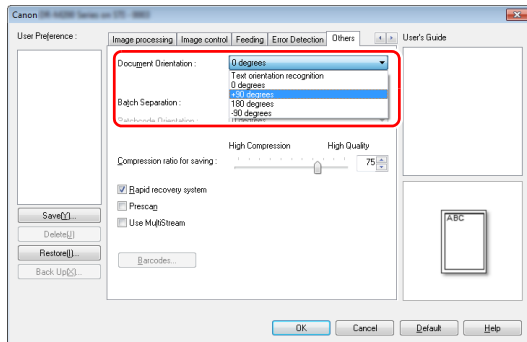 Canon
User Preference :
Image processing Image control Feeding Error Detection Others
User's Guide
Document Orientation : 0 degrees
Text orientation recognition
0 degrees
+90 degrees
180 degrees
-90 degrees
Batch Separation :
Patchcode Orientation :
High Compression High Quality
Compression ratio for saving : 75
Rapid recovery system
Prescan
Use MultiStream
Barcodes...
Save(Y)...
Delete(J)
Restore(I)...
Back Up(K)...
ABC
OK Cancel Default Help